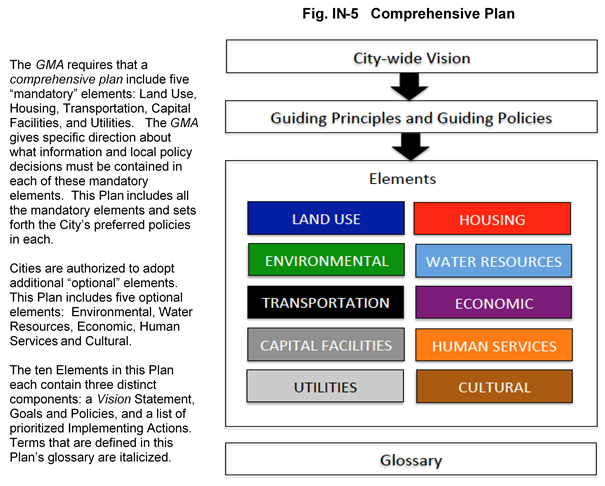 Fig. IN-5   Comprehensive Plan
The GMA requires that a
comprehensive plan include five
“mandatory” elements: Land Use,
Housing, Transportation, Capital
Facilities, and Utilities.   The GMA
gives specific direction about
what information and local policy
decisions must be contained in
each of these mandatory
elements.  This Plan includes all
the mandatory elements and sets
forth the City’s preferred policies
in each.
Cities are authorized to adopt
additional “optional” elements.
This Plan includes five optional
elements:  Environmental, Water
Resources, Economic, Human
Services and Cultural.
The ten Elements in this Plan
each contain three distinct
components: a Vision Statement,
Goals and Policies, and a list of
prioritized Implementing Actions.
Terms that are defined in this
Plan’s glossary are italicized.
City-wide Vision
Guiding Principles and Guiding Policies
Elements
LAND USE
HOUSING
ENVIRONMENTAL
WATER RESOURCES
TRANSPORTATION
ECONOMIC
CAPITAL FACILITIES
HUMAN SERVICES
UTILITIES
CULTURAL
Glossary